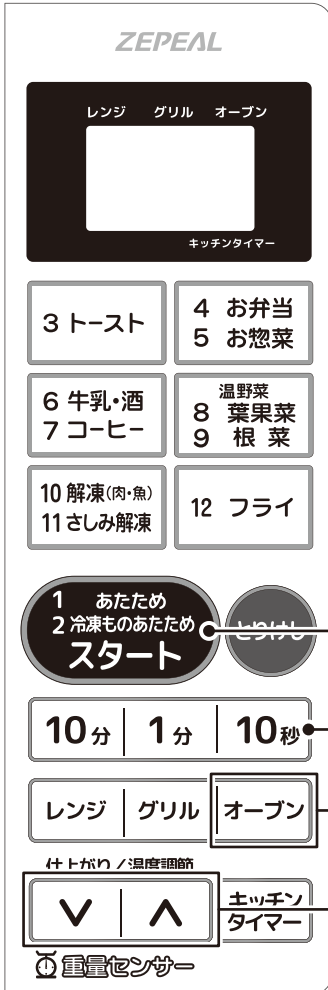 ZEPEAL
レンジ グリル オーブン
キッチンタイマー
3 トースト
4 お弁当
5 お惣菜
6 牛乳・酒
7 コーヒー
温野菜
8 葉果菜
9 根菜
10 解凍(肉・魚)
11 さしみ解凍
12 フライ
1 あたため
2 冷凍ものあたため
スタート
とりけし
10分 1分 10秒
レンジ グリル オーブン
仕上がり/温度調節
∨ ∧
キッチン
タイマー
重量センサー